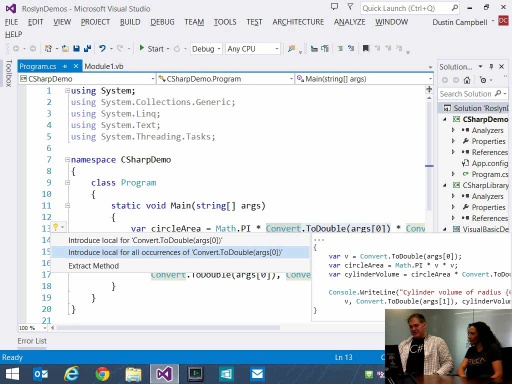 RoslynDemos - Microsoft Visual Studio
Quick Launch (Ctrl+Q)
FILE EDIT VIEW PROJECT BUILD DEBUG TEAM TOOLS TEST ARCHITECTURE ANALYZE WINDOW
Dustin Campbell DC
HELP
Start Debug Any CPU
Toolbox
Program.cs Module1.vb
CSharpDemo CSharpDemo.Program Main(string[] args)
1 using System;
2 using System.Collections.Generic;
3 using System.Linq;
4 using System.Text;
5 using System.Threading.Tasks;
6
7 namespace CSharpDemo
8 {
9 class Program
10 {
11 static void Main(string[] args)
12 {
13 var circleArea = Math.PI * Convert.ToDouble(args[0]) * Conv
14
Introduce local for 'Convert.ToDouble(args[0])'
15
Introduce local for all occurrences of 'Convert.ToDouble(args[0])'
16
Extract Method
17 Convert.ToDouble(args[0]),
18 }
19 }
20 }
...
{
var v = Convert.ToDouble(args[0]);
var circleArea = Math.PI * v * v;
var cylinderVolume = circleArea * Convert.ToDou
Console.WriteLine("Cylinder volume of radius {
v, Convert.ToDouble(args[1]), cylinderVolu
Solution...
Search Solution
Solution 'Roslyn
CSharpDemo
Analyzers
Properties
References
App.config
Program.cs
CSharpLibrary
Analyzers
Properties
References
VisualBasicDem
100 %
Error List
Ready
Ln 13